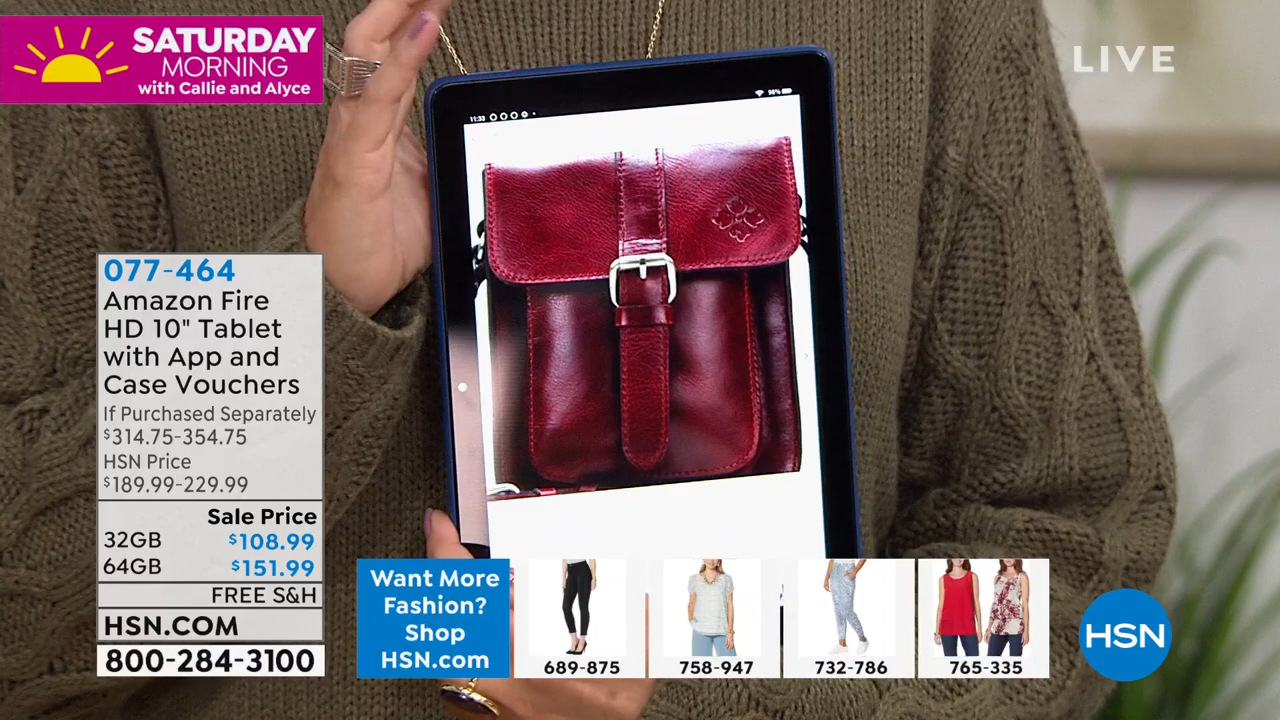 SATURDAY
MORNING
with Callie and Alyce
LIVE
11:33
98%
077-464
Amazon Fire
HD 10" Tablet
with App and
Case Vouchers
If Purchased Separately
$314.75-354.75
HSN Price
$189.99-229.99
Sale Price
32GB $108.99
64GB $151.99
FREE S&H
HSN.COM
800-284-3100
Want More
Fashion?
Shop
HSN.com
689-875
758-947
732-786
765-335
HSN